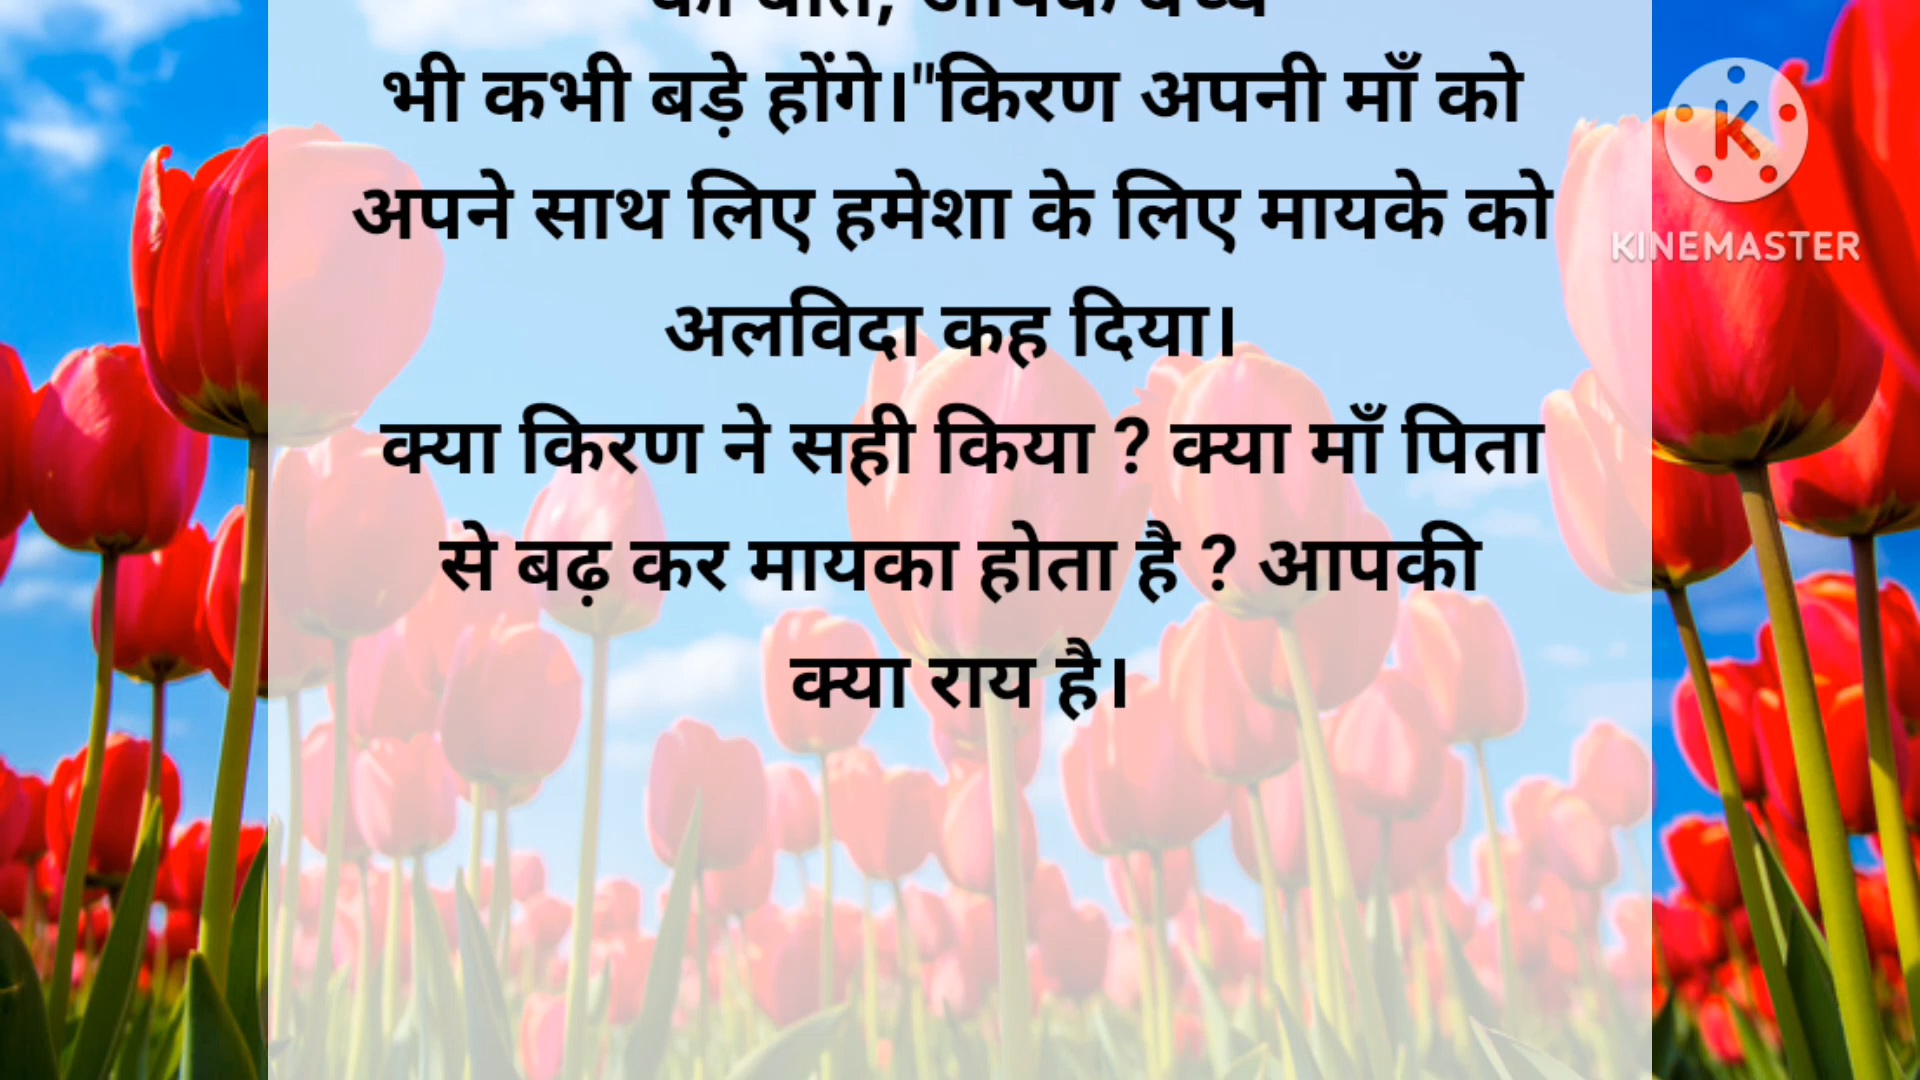 भी कभी बड़े होंगे।"किरण अपनी माँ को
अपने साथ लिए हमेशा के लिए मायके को
अलविदा कह दिया।
क्या किरण ने सही किया ? क्या माँ पिता
से बढ़ कर मायका होता है ? आपकी
क्या राय है।
KINEMASTER